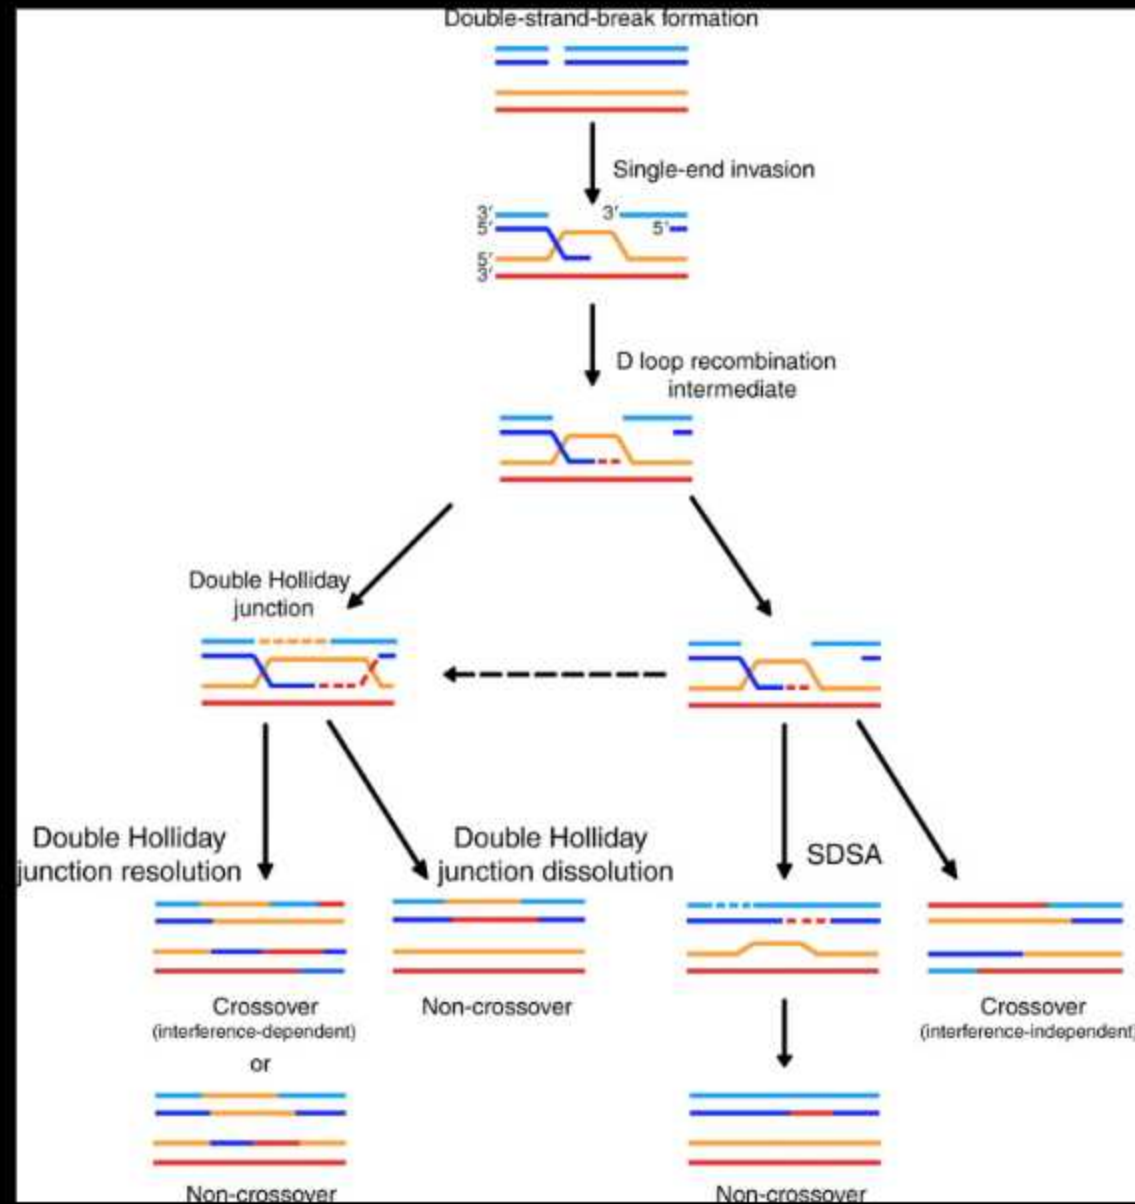 Double-strand-break formation
Single-end invasion
3′
3′
5′
5′
5′
3′
D loop recombination
intermediate
Double Holliday
junction
Double Holliday
junction resolution
Double Holliday
junction dissolution
SDSA
Crossover
(interference-dependent)
or
Non-crossover
Non-crossover
Non-crossover
Crossover
(interference-independent)